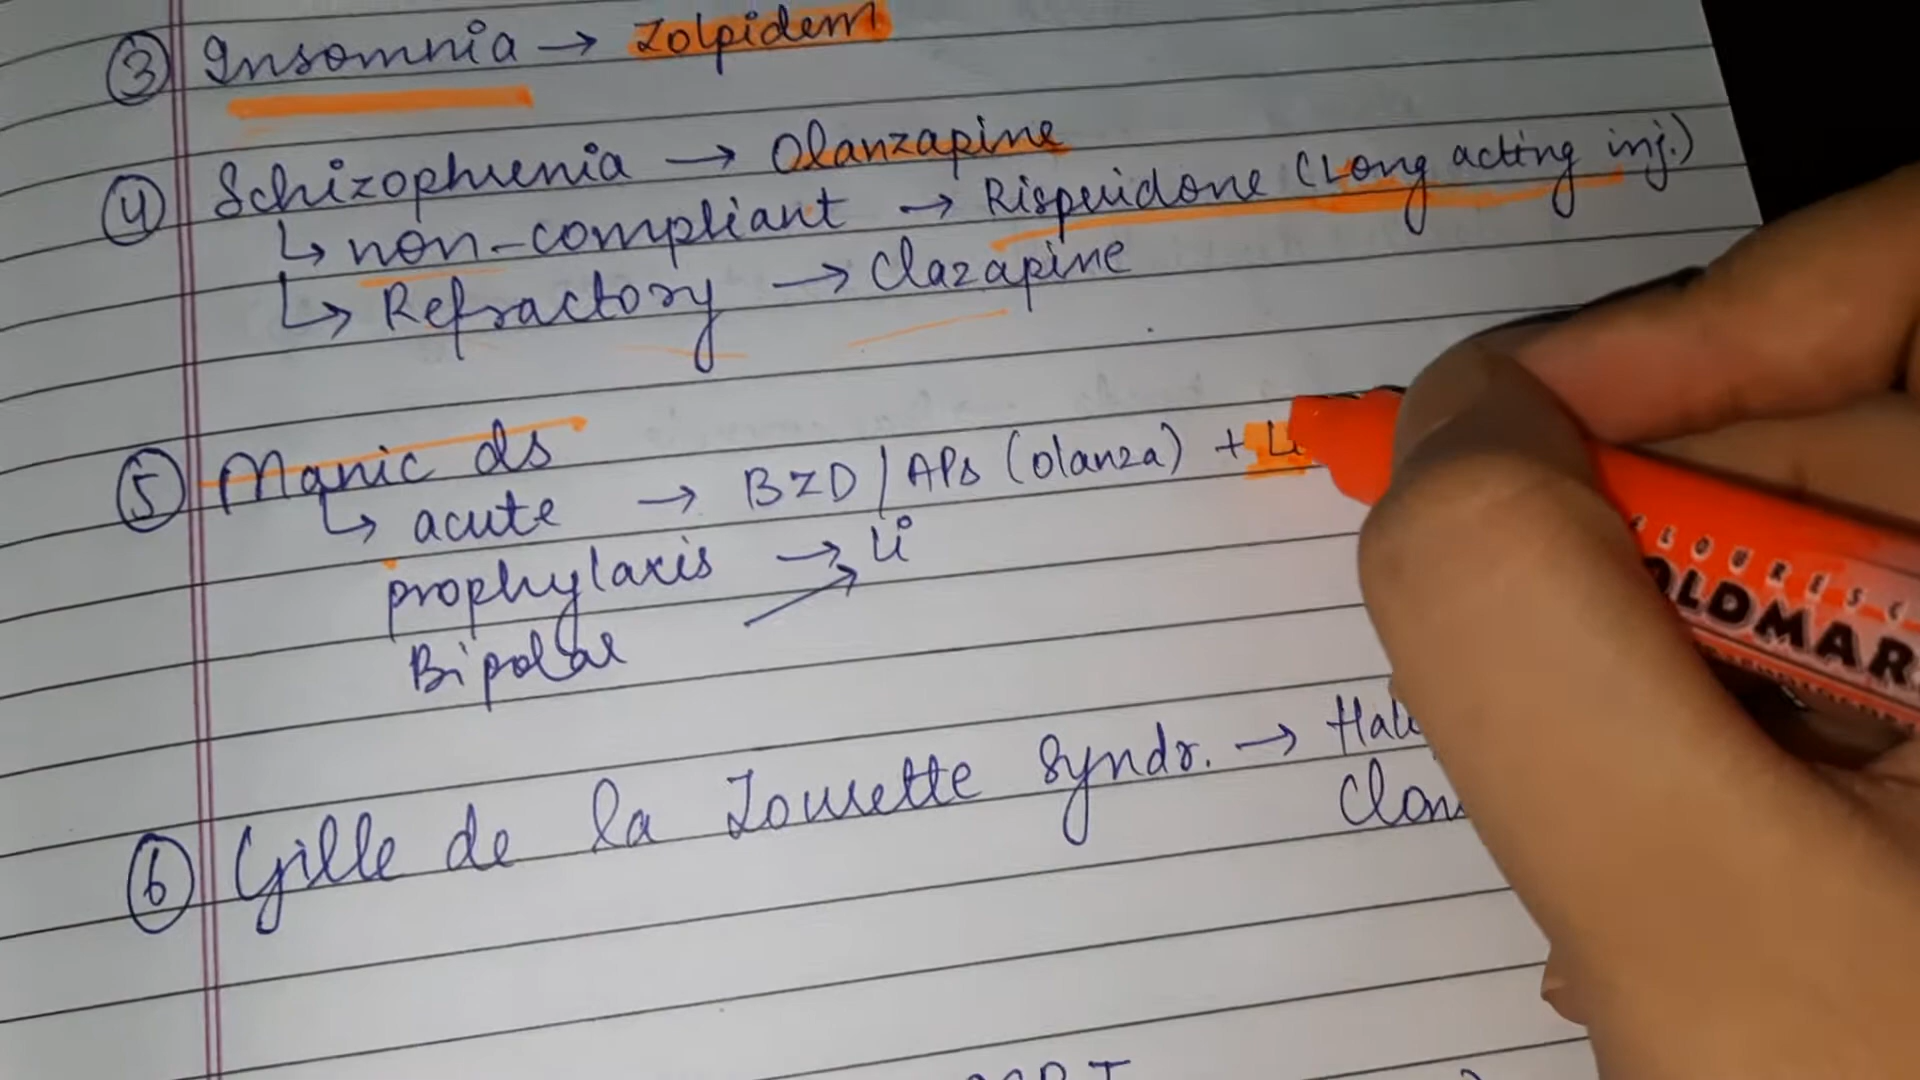 ③ Insomnia → Zolpidem
④ Schizophrenia → Olanzapine
↳ non-compliant → Risperidone (Long acting inj.)
↳ Refractory → Clazapine
⑤ Manic ds
↳ acute → BZD / APs (olanza) + Li
prophylaxis → Li
Bipolar
⑥ Gille de la Tourette Syndr. →